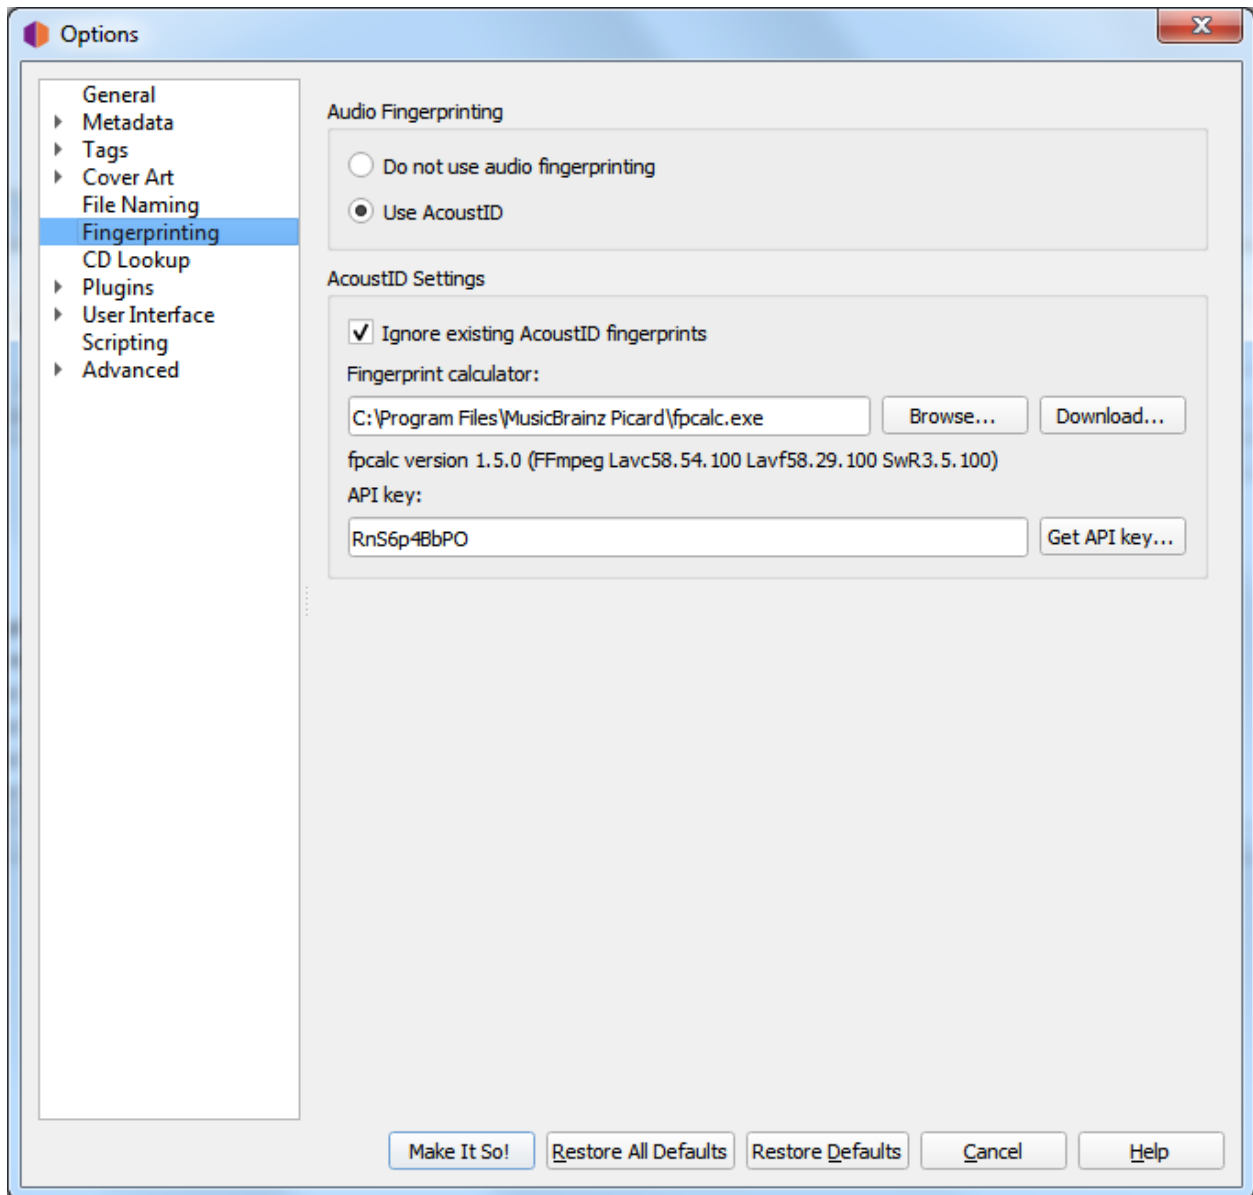 Options
General
Metadata
Tags
Cover Art
File Naming
Fingerprinting
CD Lookup
Plugins
User Interface
Scripting
Advanced
Audio Fingerprinting
Do not use audio fingerprinting
Use AcoustID
AcoustID Settings
Ignore existing AcoustID fingerprints
Fingerprint calculator:
C:\Program Files\MusicBrainz Picard\fpcalc.exe
Browse...
Download...
fpcalc version 1.5.0 (FFmpeg Lavc58.54.100 Lavf58.29.100 SwR3.5.100)
API key:
RnS6p4BbPO
Get API key...
Make It So!
Restore All Defaults
Restore Defaults
Cancel
Help